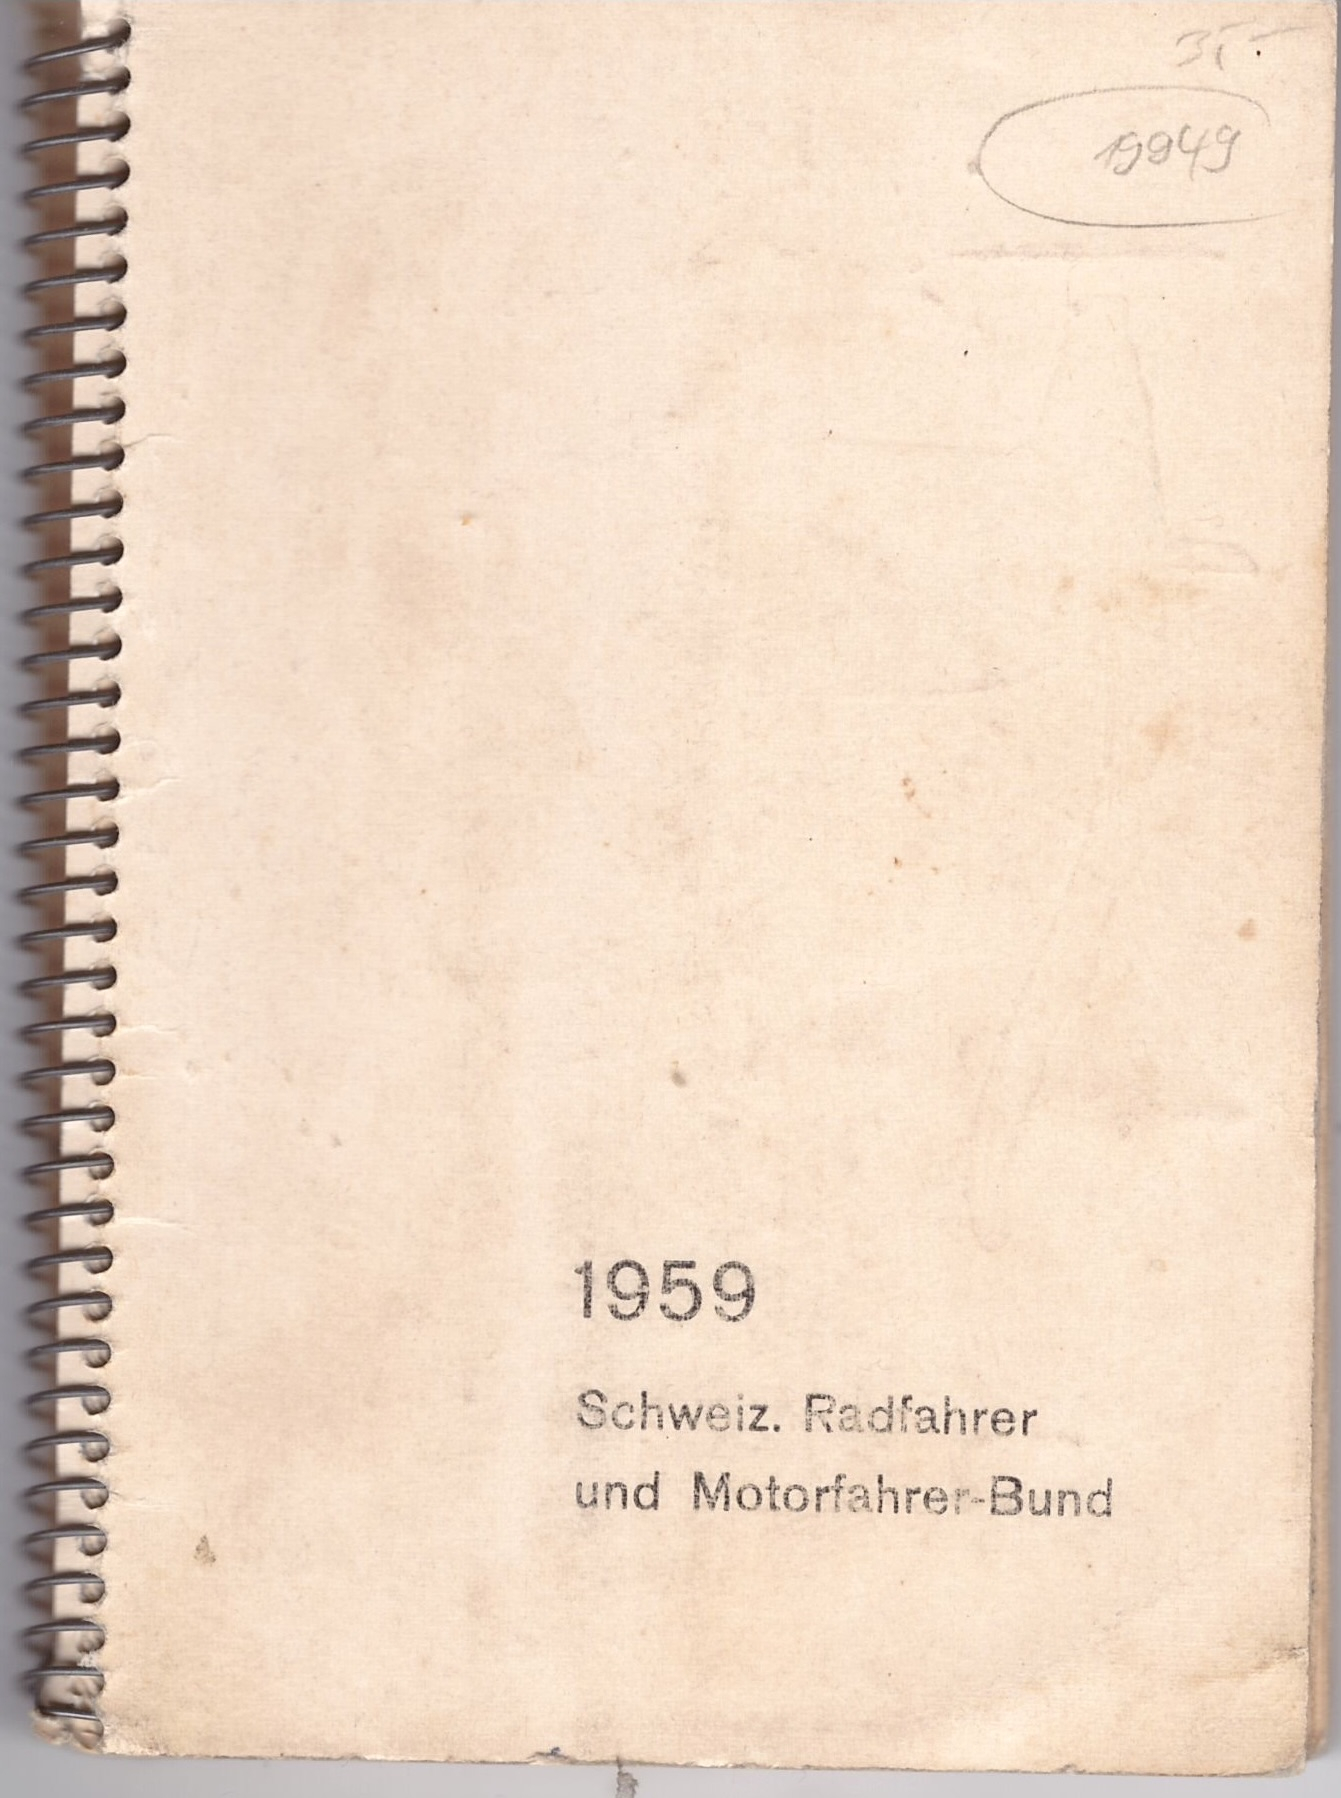 35.-
19949
1959
Schweiz. Radfahrer
und Motorfahrer-Bund